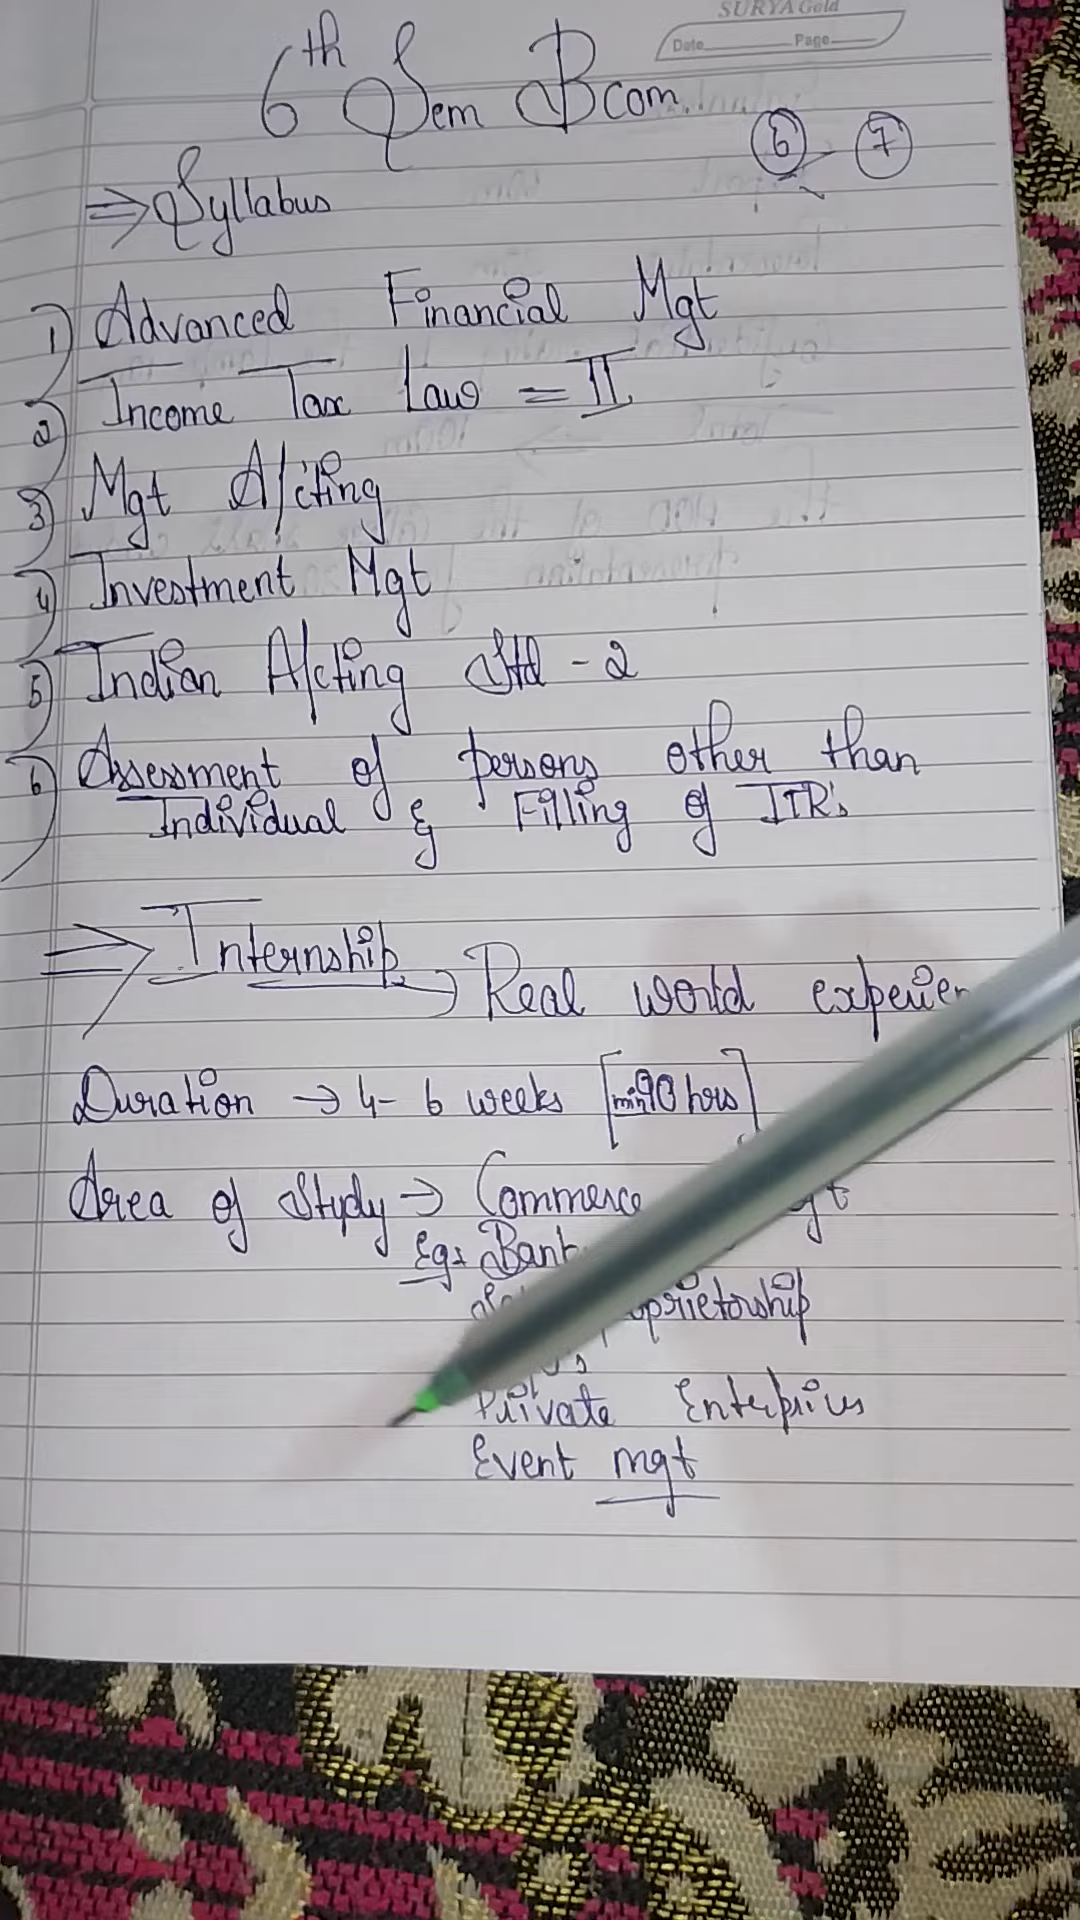 SURYA Gold
Date Page
6th Sem Bcom.
6 7
⇒ Syllabus
1) Advanced Financial Mgt
2) Income Tax Law = II
3) Mgt A/cting
4) Investment Mgt
5) Indian A/cting Std - 2
6) Assessment of persons other than
Individual & Filling of ITR's
⇒ Internship → Real world
Duration → 4- 6 weeks [min 90 hrs]
Area of Study → Commerce
Eg:
Private Enterprises
Event mgt